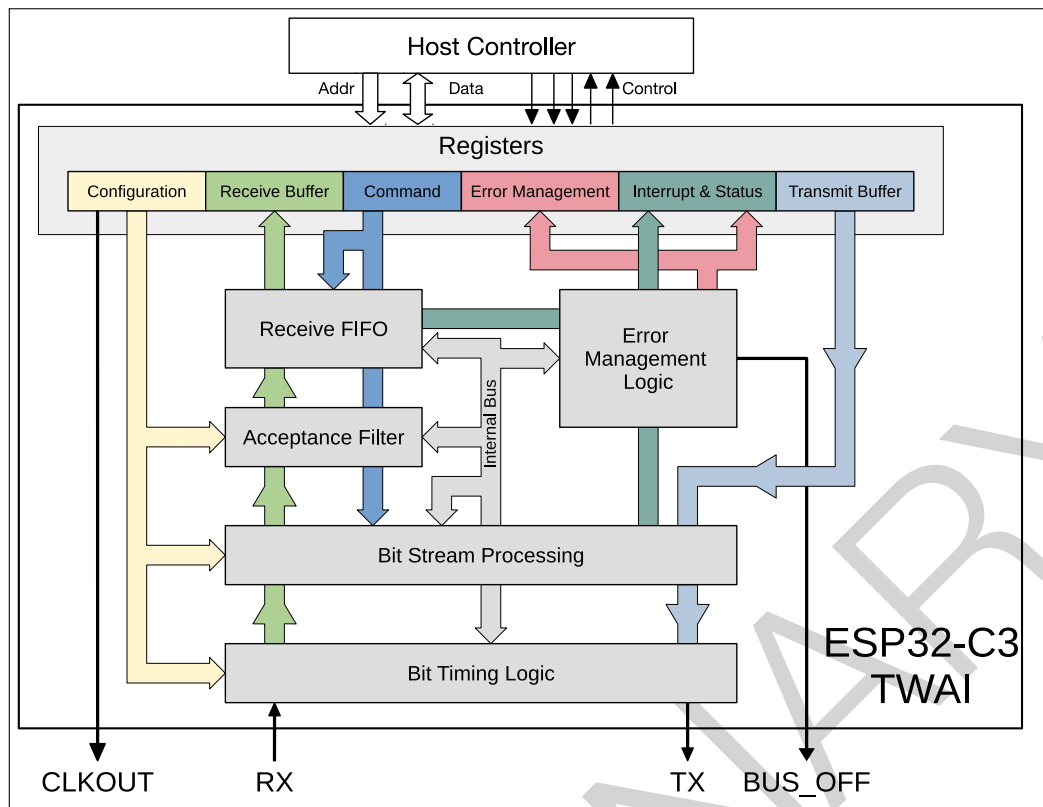 Host Controller
Addr
Data
Control
Registers
Configuration
Receive Buffer
Command
Error Management
Interrupt & Status
Transmit Buffer
Receive FIFO
Error
Management
Logic
Internal Bus
Acceptance Filter
Bit Stream Processing
Bit Timing Logic
ESP32-C3
TWAI
CLKOUT
RX
TX
BUS_OFF
NARY